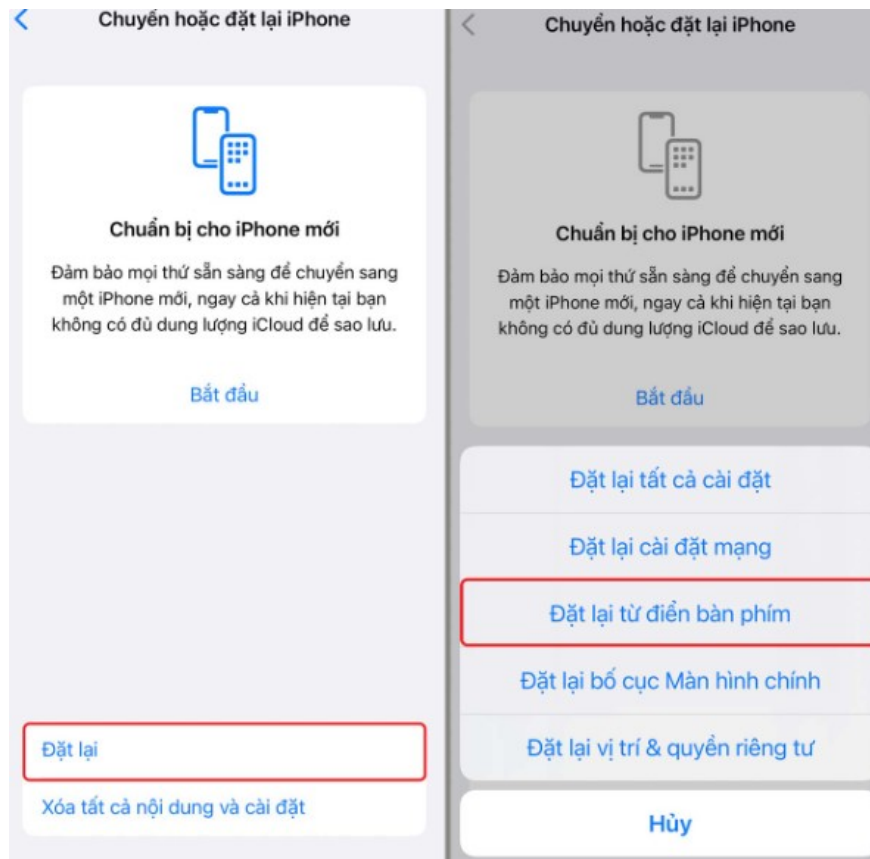 Chuyển hoặc đặt lại iPhone
Chuẩn bị cho iPhone mới
Đảm bảo mọi thứ sẵn sàng để chuyển sang
một iPhone mới, ngay cả khi hiện tại bạn
không có đủ dung lượng iCloud để sao lưu.
Bắt đầu
Đặt lại
Xóa tất cả nội dung và cài đặt
Chuyển hoặc đặt lại iPhone
Chuẩn bị cho iPhone mới
Đảm bảo mọi thứ sẵn sàng để chuyển sang
một iPhone mới, ngay cả khi hiện tại bạn
không có đủ dung lượng iCloud để sao lưu.
Bắt đầu
Đặt lại tất cả cài đặt
Đặt lại cài đặt mạng
Đặt lại từ điển bàn phím
Đặt lại bố cục Màn hình chính
Đặt lại vị trí & quyền riêng tư
Hủy